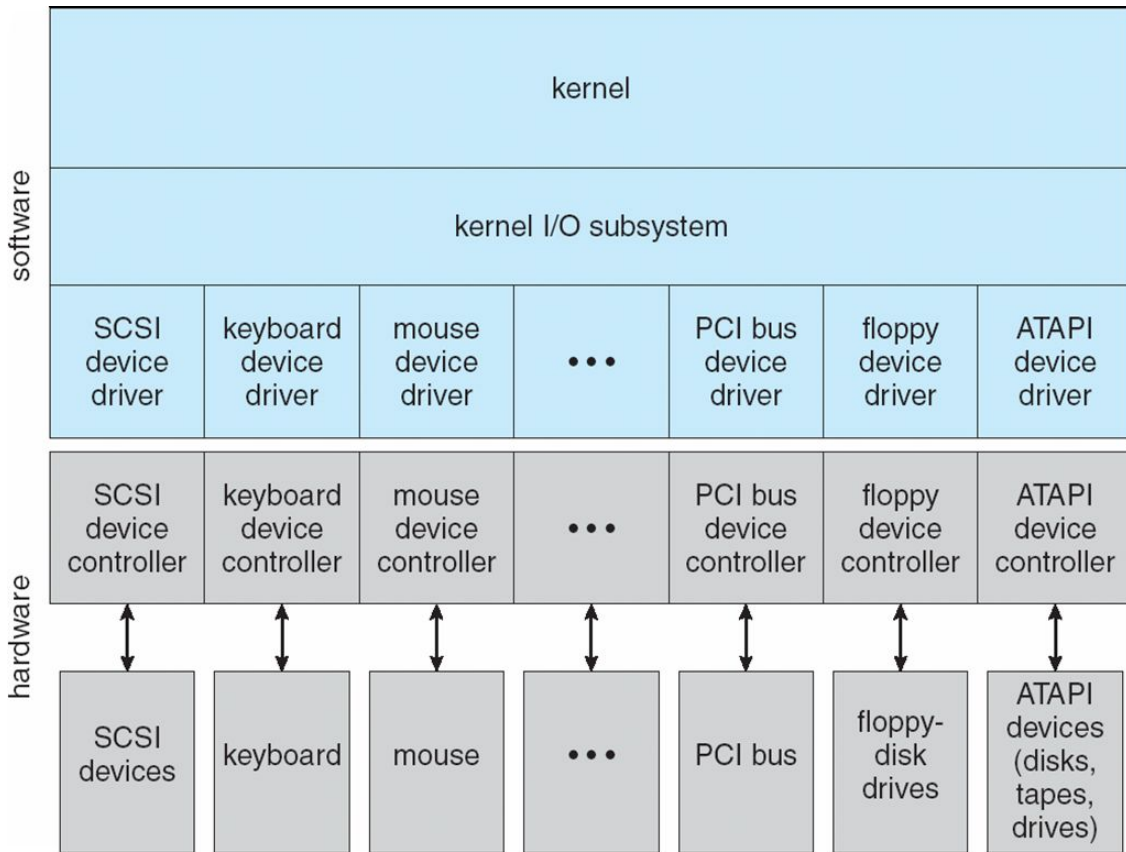 software
kernel
kernel I/O subsystem
SCSI
device
driver
keyboard
device
driver
mouse
device
driver
•••
PCI bus
device
driver
floppy
device
driver
ATAPI
device
driver
hardware
SCSI
device
controller
keyboard
device
controller
mouse
device
controller
•••
PCI bus
device
controller
floppy
device
controller
ATAPI
device
controller
SCSI
devices
keyboard
mouse
•••
PCI bus
floppy-
disk
drives
ATAPI
devices
(disks,
tapes,
drives)